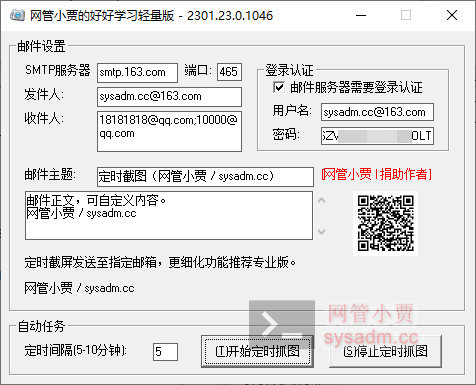 网管小贾的好好学习轻量版 - 2301.23.0.1046
邮件设置
SMTP服务器 smtp.163.com 端口: 465
发件人: sysadm.cc@163.com
收件人: 18181818@qq.com;10000@
qq.com
登录认证
邮件服务器需要登录认证
用户名: sysadm.cc@163.com
密码: OLT
邮件主题: 定时截图（网管小贾 / sysadm.cc）
[网管小贾 | 捐助作者]
邮件正文，可自定义内容。
网管小贾 / sysadm.cc
定时截屏发送至指定邮箱，更细化功能推荐专业版。
网管小贾 / sysadm.cc
网管小贾
sysadm.cc
自动任务
定时间隔(5-10分钟): 5
(T)开始定时抓图
(S)停止定时抓图